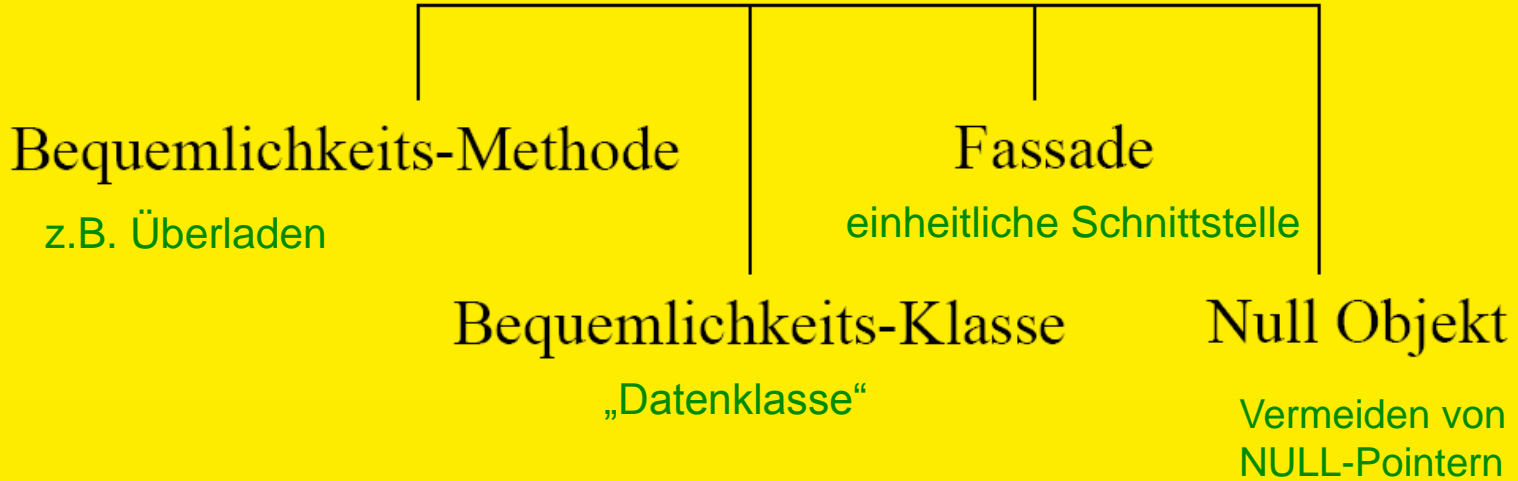 Bequemlichkeits-Methode
z.B. Überladen
Fassade
einheitliche Schnittstelle
Bequemlichkeits-Klasse
„Datenklasse“
Null Objekt
Vermeiden von
NULL-Pointern